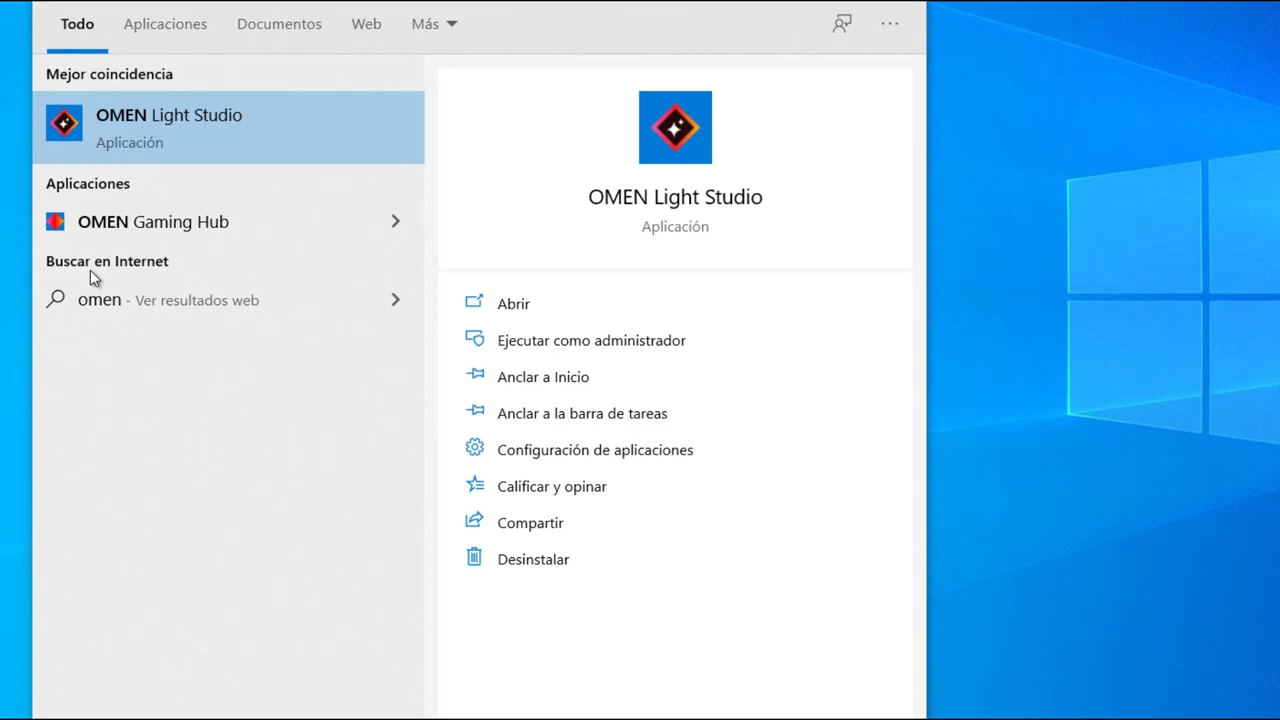 Todo Aplicaciones Documentos Web Más
Mejor coincidencia
OMEN Light Studio
Aplicación
Aplicaciones
OMEN Gaming Hub
Buscar en Internet
omen - Ver resultados web
OMEN Light Studio
Aplicación
Abrir
Ejecutar como administrador
Anclar a Inicio
Anclar a la barra de tareas
Configuración de aplicaciones
Calificar y opinar
Compartir
Desinstalar